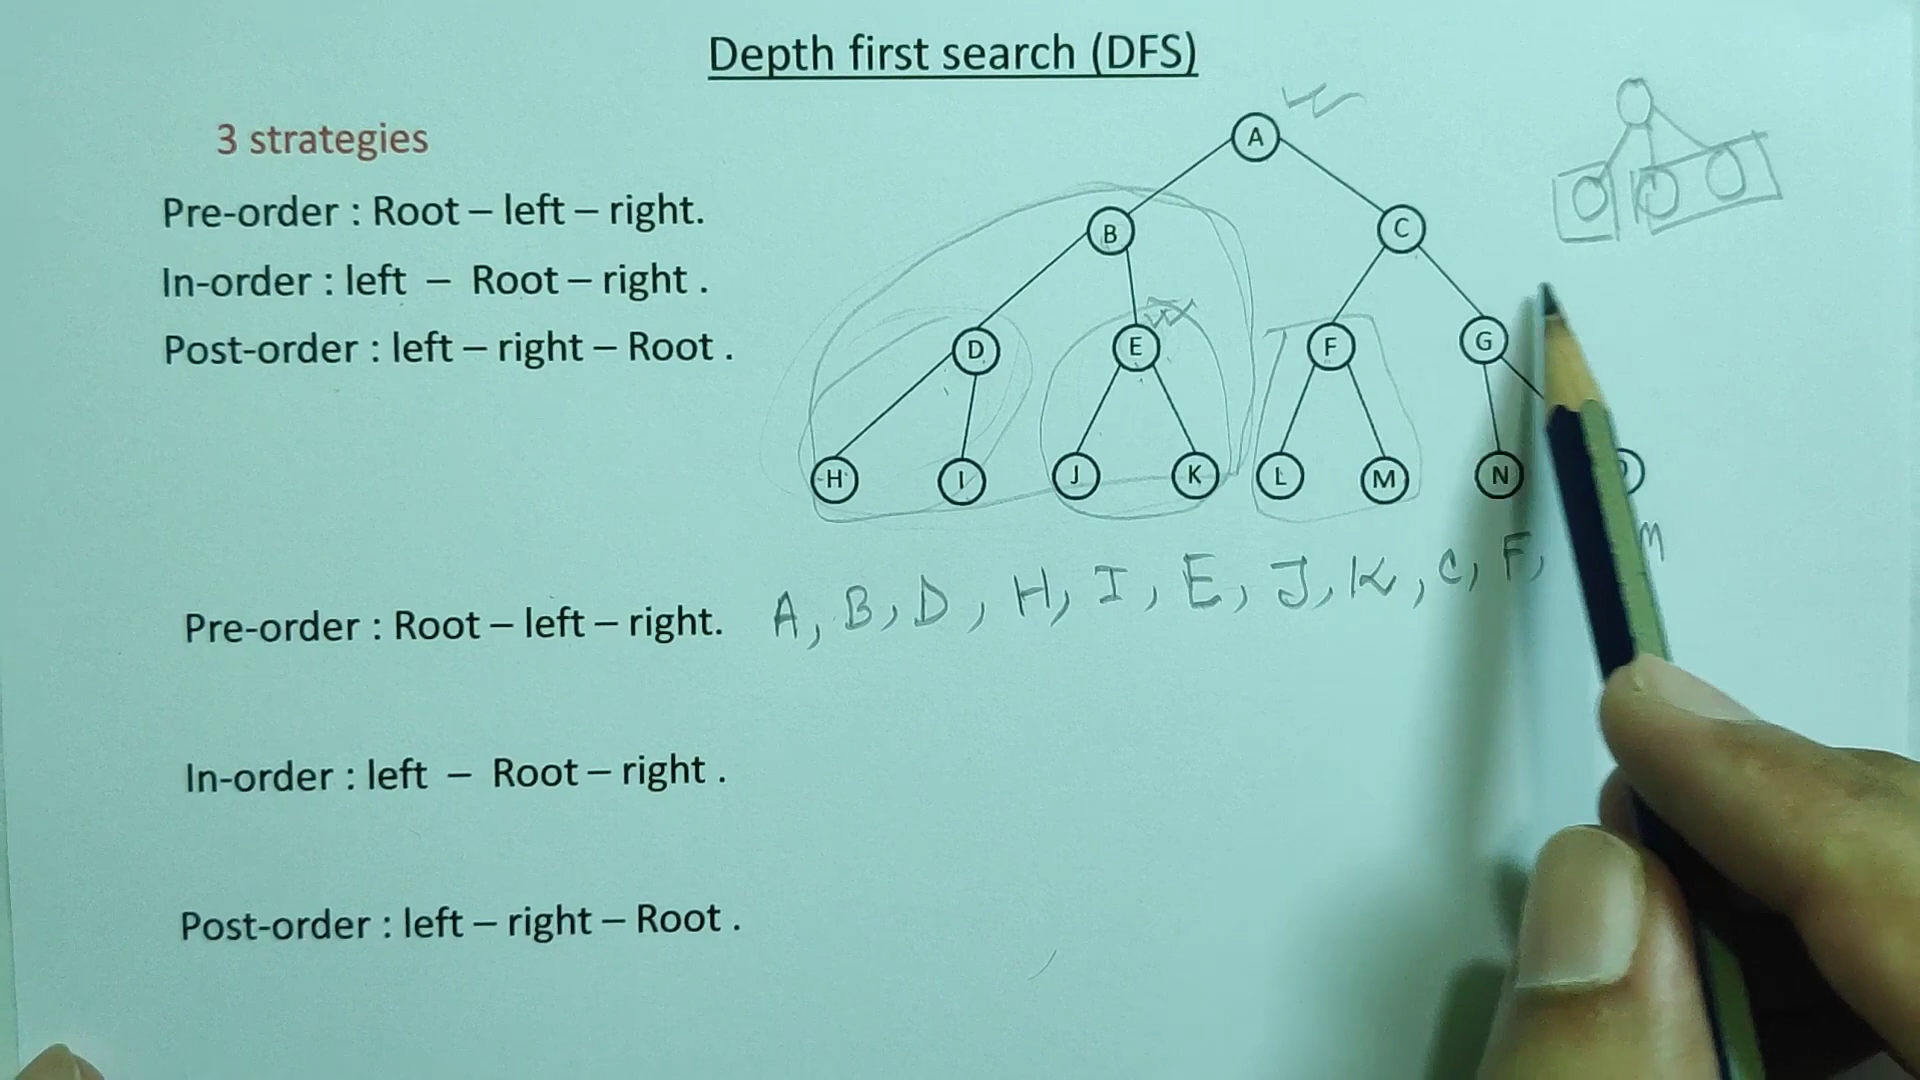 Depth first search (DFS)
3 strategies
Pre-order : Root – left – right.
In-order : left – Root – right .
Post-order : left – right – Root .
A
B C
D E F G
H I J K L M N
Pre-order : Root – left – right. A, B, D, H, I, E, J, K, C, F, M
In-order : left – Root – right .
Post-order : left – right – Root .